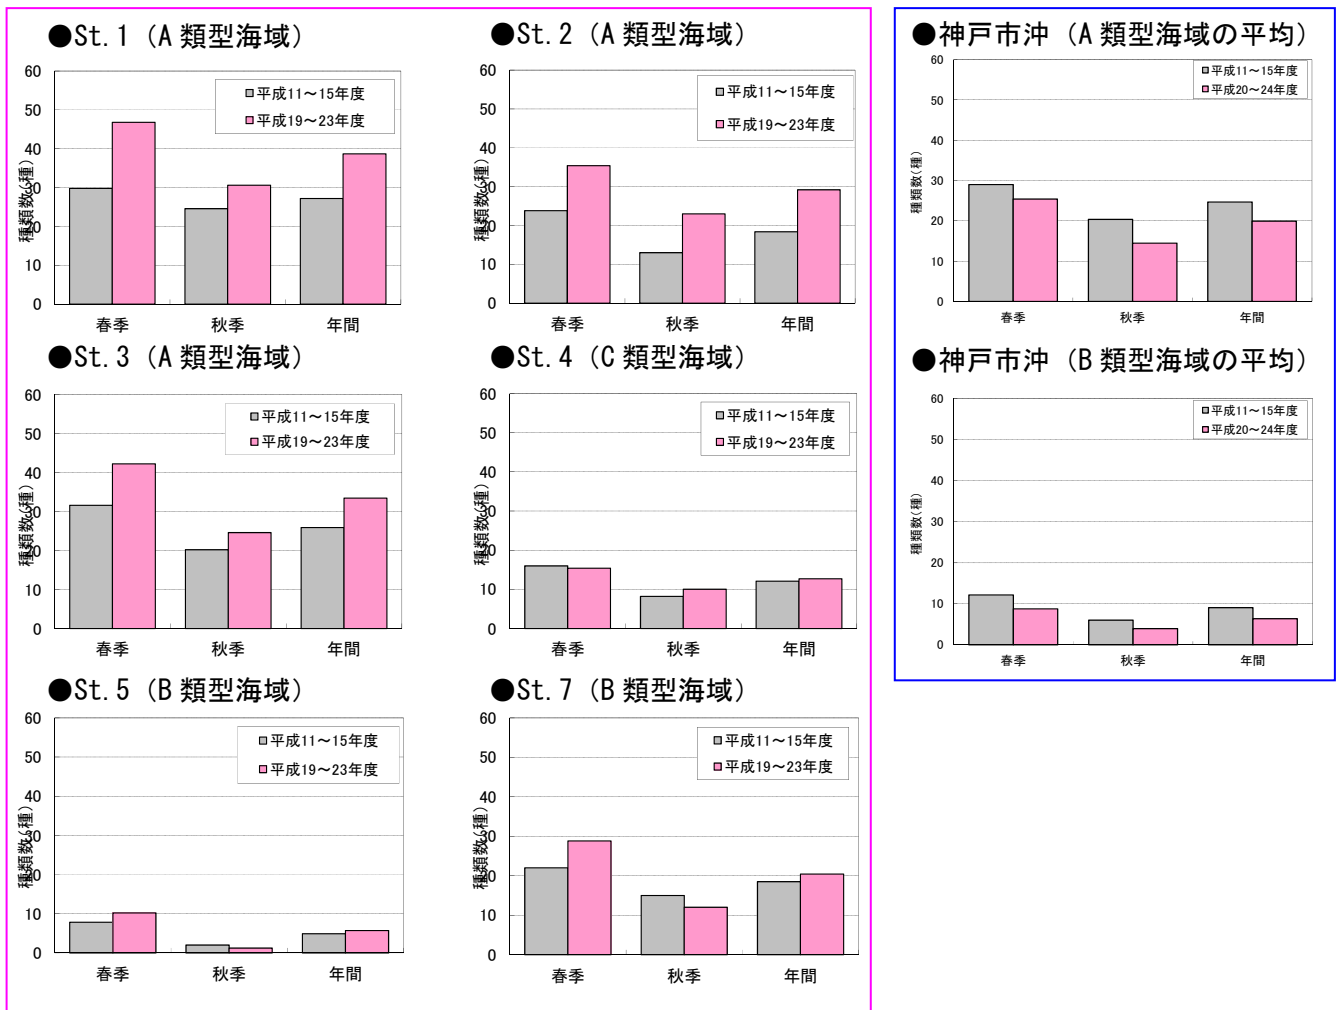 ●St.1（A 類型海域）
60
50
40
30
20
10
0
種類数(種)
平成11～15年度
平成19～23年度
春季 秋季 年間
●St.2（A 類型海域）
60
50
40
30
20
10
0
種類数(種)
平成11～15年度
平成19～23年度
春季 秋季 年間
●St.3（A 類型海域）
60
50
40
30
20
10
0
種類数(種)
平成11～15年度
平成19～23年度
春季 秋季 年間
●St.4（C 類型海域）
60
50
40
30
20
10
0
種類数(種)
平成11～15年度
平成19～23年度
春季 秋季 年間
●St.5（B 類型海域）
60
50
40
30
20
10
0
種類数(種)
平成11～15年度
平成19～23年度
春季 秋季 年間
●St.7（B 類型海域）
60
50
40
30
20
10
0
種類数(種)
平成11～15年度
平成19～23年度
春季 秋季 年間
●神戸市沖（A 類型海域の平均）
60
50
40
30
20
10
0
種類数(種)
平成11～15年度
平成20～24年度
春季 秋季 年間
●神戸市沖（B 類型海域の平均）
60
50
40
30
20
10
0
種類数(種)
平成11～15年度
平成20～24年度
春季 秋季 年間